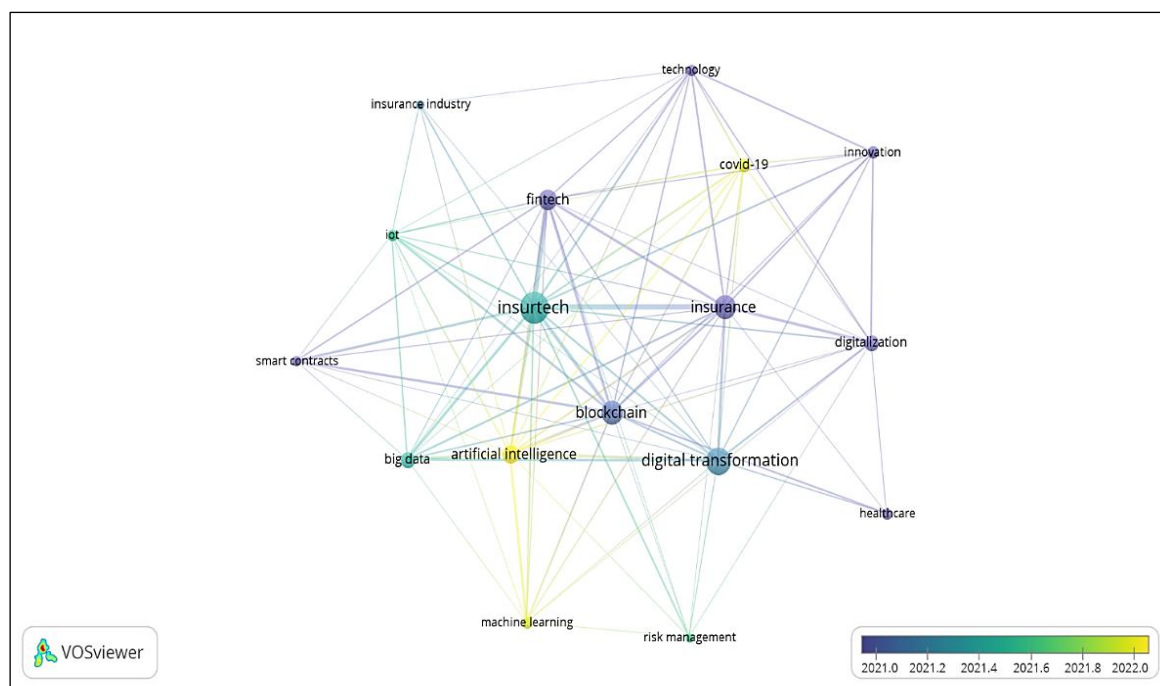 technology
insurance industry
innovation
covid-19
fintech
iot
insurtech
insurance
digitalization
smart contracts
blockchain
artificial intelligence
big data
digital transformation
healthcare
machine learning
risk management
VOSviewer
2021.0 2021.2 2021.4 2021.6 2021.8 2022.0